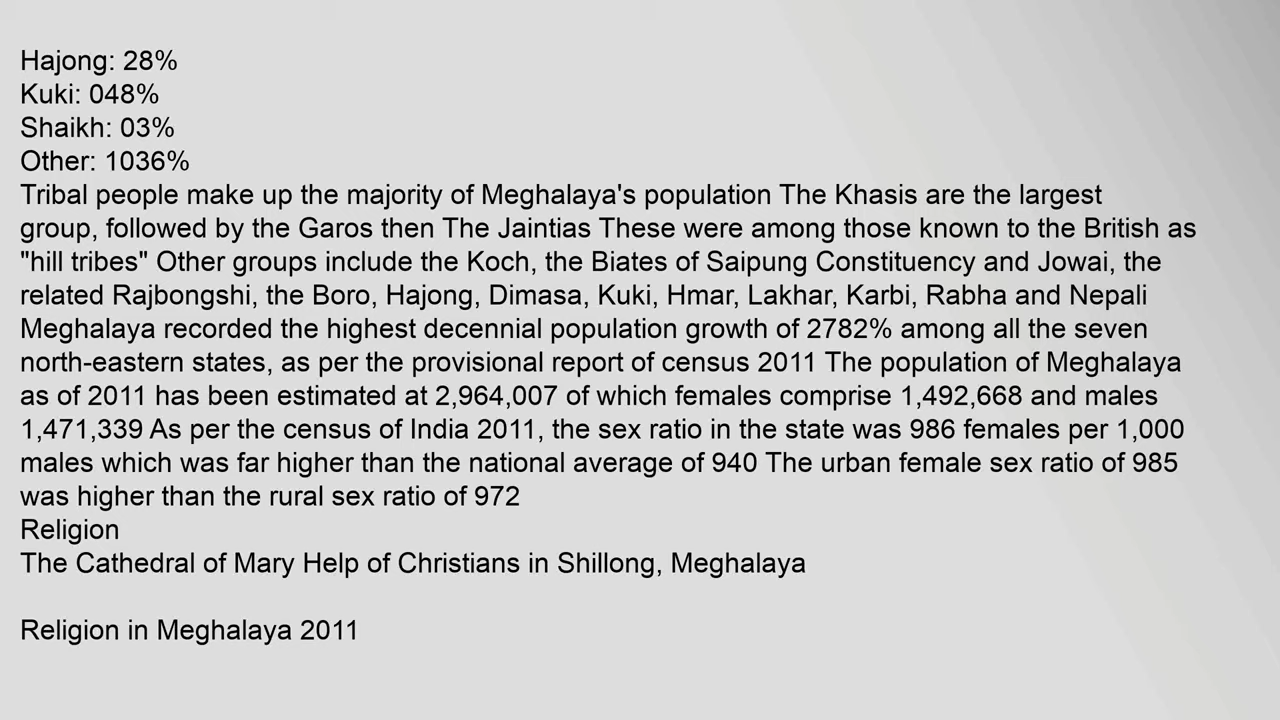 Hajong: 28%
Kuki: 048%
Shaikh: 03%
Other: 1036%
Tribal people make up the majority of Meghalaya's population The Khasis are the largest
group, followed by the Garos then The Jaintias These were among those known to the British as
"hill tribes" Other groups include the Koch, the Biates of Saipung Constituency and Jowai, the
related Rajbongshi, the Boro, Hajong, Dimasa, Kuki, Hmar, Lakhar, Karbi, Rabha and Nepali
Meghalaya recorded the highest decennial population growth of 2782% among all the seven
north-eastern states, as per the provisional report of census 2011 The population of Meghalaya
as of 2011 has been estimated at 2,964,007 of which females comprise 1,492,668 and males
1,471,339 As per the census of India 2011, the sex ratio in the state was 986 females per 1,000
males which was far higher than the national average of 940 The urban female sex ratio of 985
was higher than the rural sex ratio of 972
Religion
The Cathedral of Mary Help of Christians in Shillong, Meghalaya
Religion in Meghalaya 2011